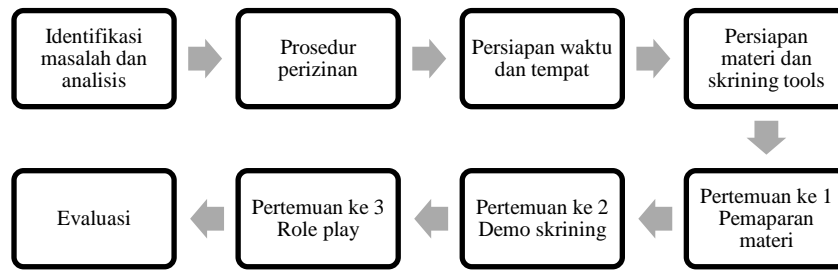 Identifikasi
masalah dan
analisis
Prosedur
perizinan
Persiapan waktu
dan tempat
Persiapan
materi dan
skrining tools
Pertemuan ke 1
Pemaparan
materi
Pertemuan ke 2
Demo skrining
Pertemuan ke 3
Role play
Evaluasi